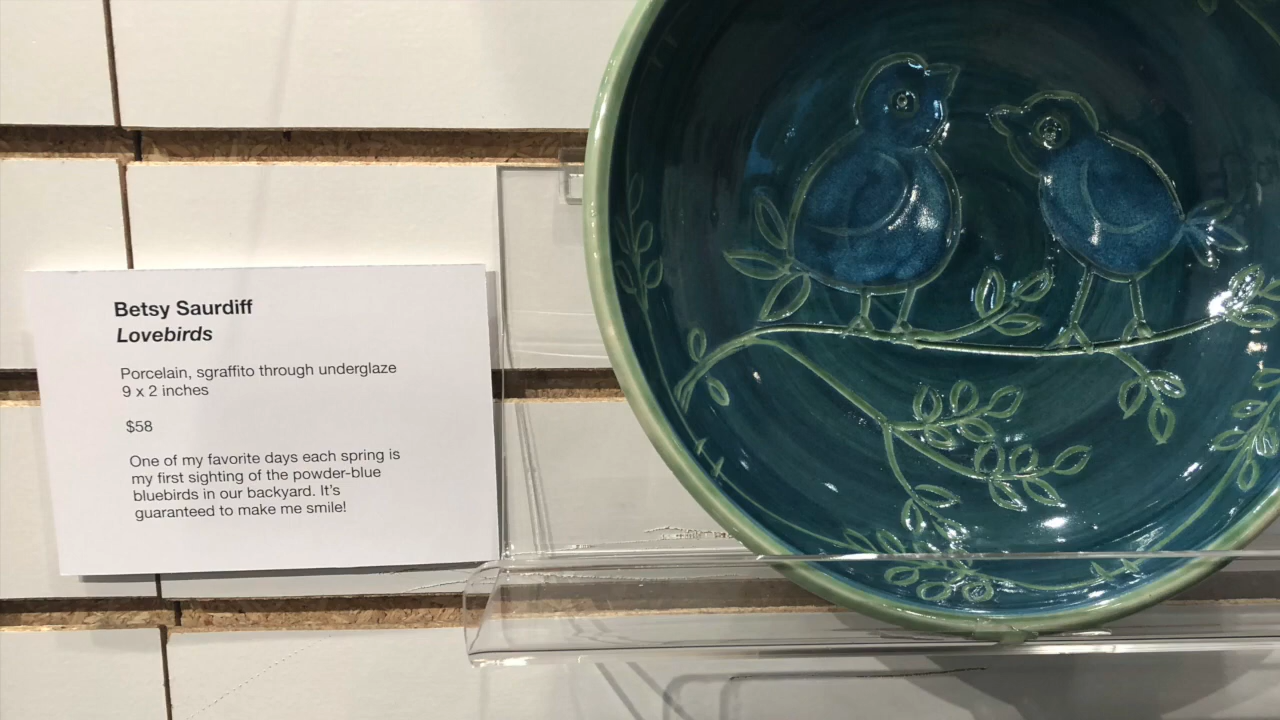 Betsy Saurdiff
Lovebirds
Porcelain, sgraffito through underglaze
9 x 2 inches
$58
One of my favorite days each spring is
my first sighting of the powder-blue
bluebirds in our backyard. It's
guaranteed to make me smile!